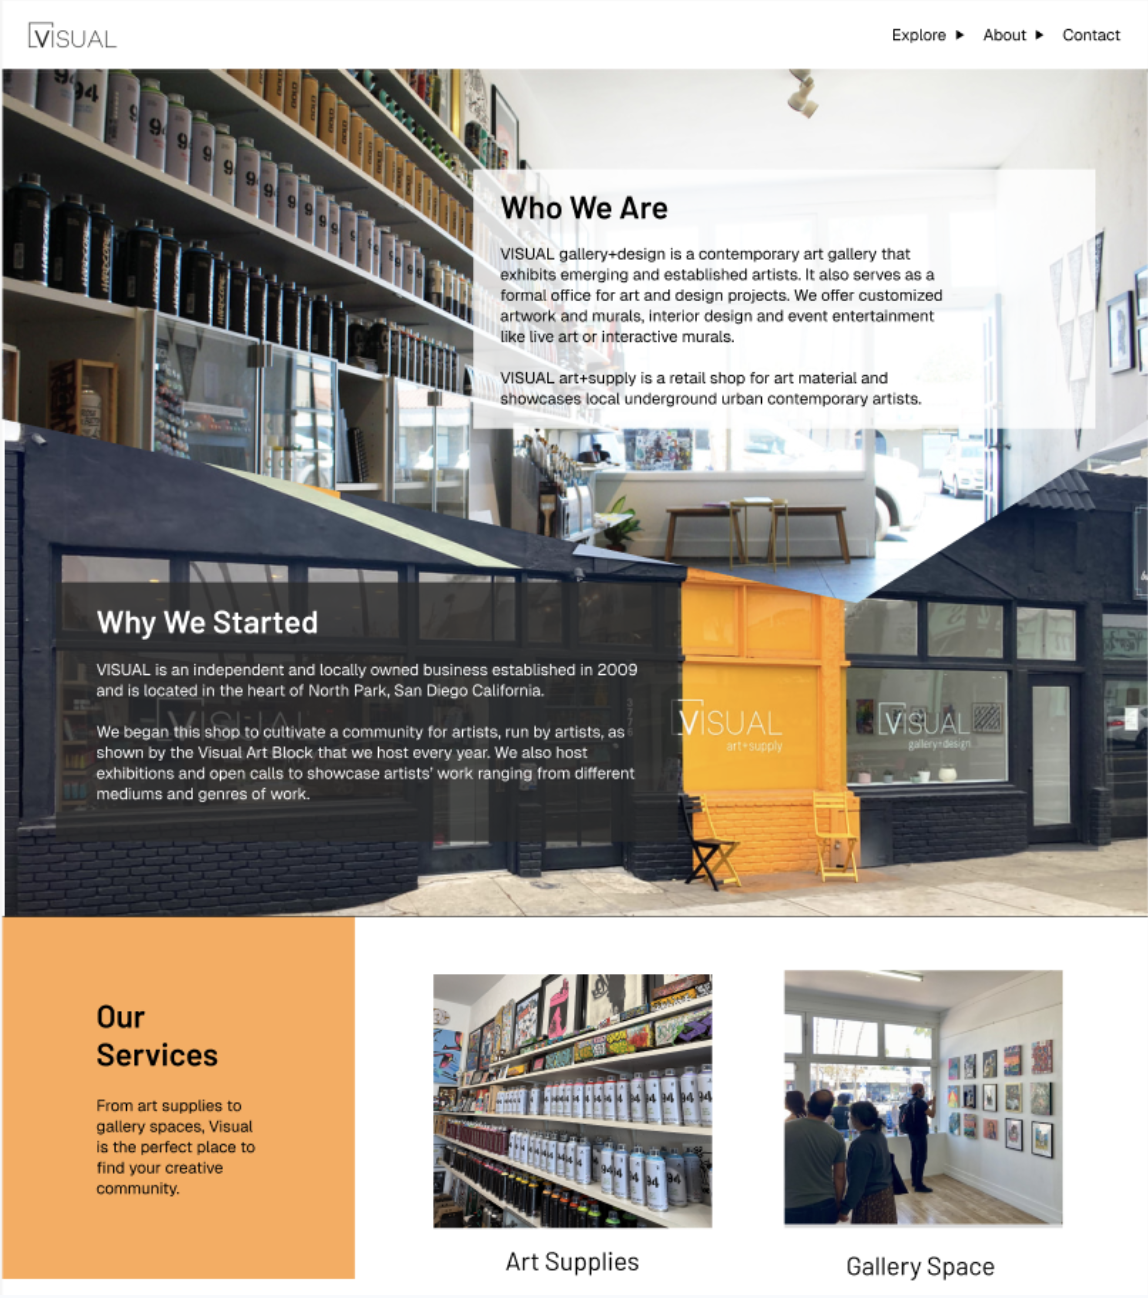 VISUAL
Explore ▶ About ▶ Contact
94
Who We Are
VISUAL gallery+design is a contemporary art gallery that
exhibits emerging and established artists. It also serves as a
formal office for art and design projects. We offer customized
artwork and murals, interior design and event entertainment
like live art or interactive murals.
VISUAL art+supply is a retail shop for art material and
showcases local underground urban contemporary artists.
Why We Started
VISUAL is an independent and locally owned business established in 2009
and is located in the heart of North Park, San Diego California.
We began this shop to cultivate a community for artists, run by artists, as
shown by the Visual Art Block that we host every year. We also host
exhibitions and open calls to showcase artists’ work ranging from different
mediums and genres of work.
VISUAL
VISUAL
art+supply
VISUAL
gallery+design
Our
Services
From art supplies to
gallery spaces, Visual
is the perfect place to
find your creative
community.
94
Art Supplies
Gallery Space